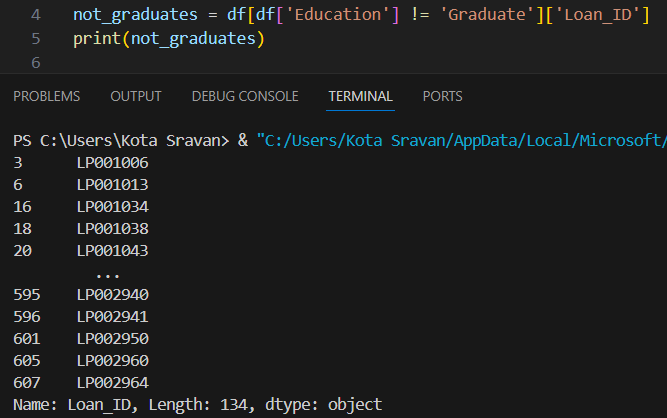 4 not_graduates = df[df['Education'] != 'Graduate']['Loan_ID']
5 print(not_graduates)
6
PROBLEMS OUTPUT DEBUG CONSOLE TERMINAL PORTS
PS C:\Users\Kota Sravan> & "C:/Users/Kota Sravan/AppData/Local/Microsoft/
3 LP001006
6 LP001013
16 LP001034
18 LP001038
20 LP001043
...
595 LP002940
596 LP002941
601 LP002950
605 LP002960
607 LP002964
Name: Loan_ID, Length: 134, dtype: object